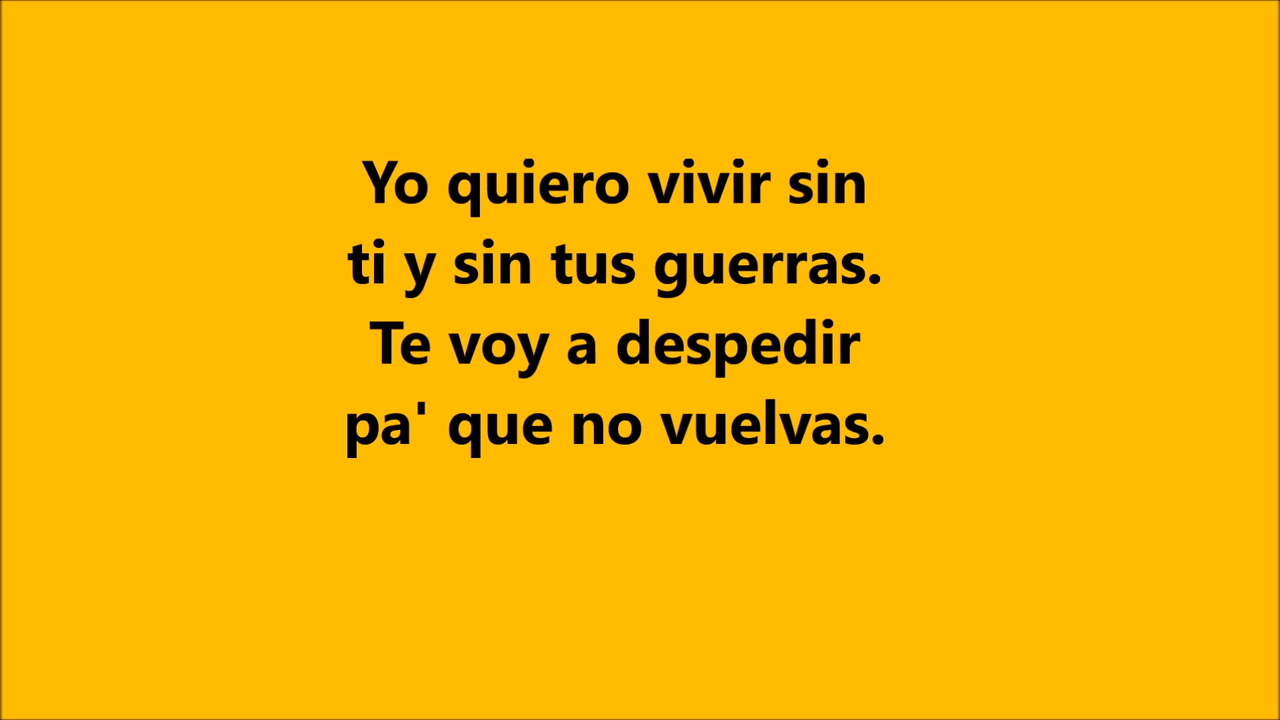 Yo quiero vivir sin
ti y sin tus guerras.
Te voy a despedir
pa' que no vuelvas.